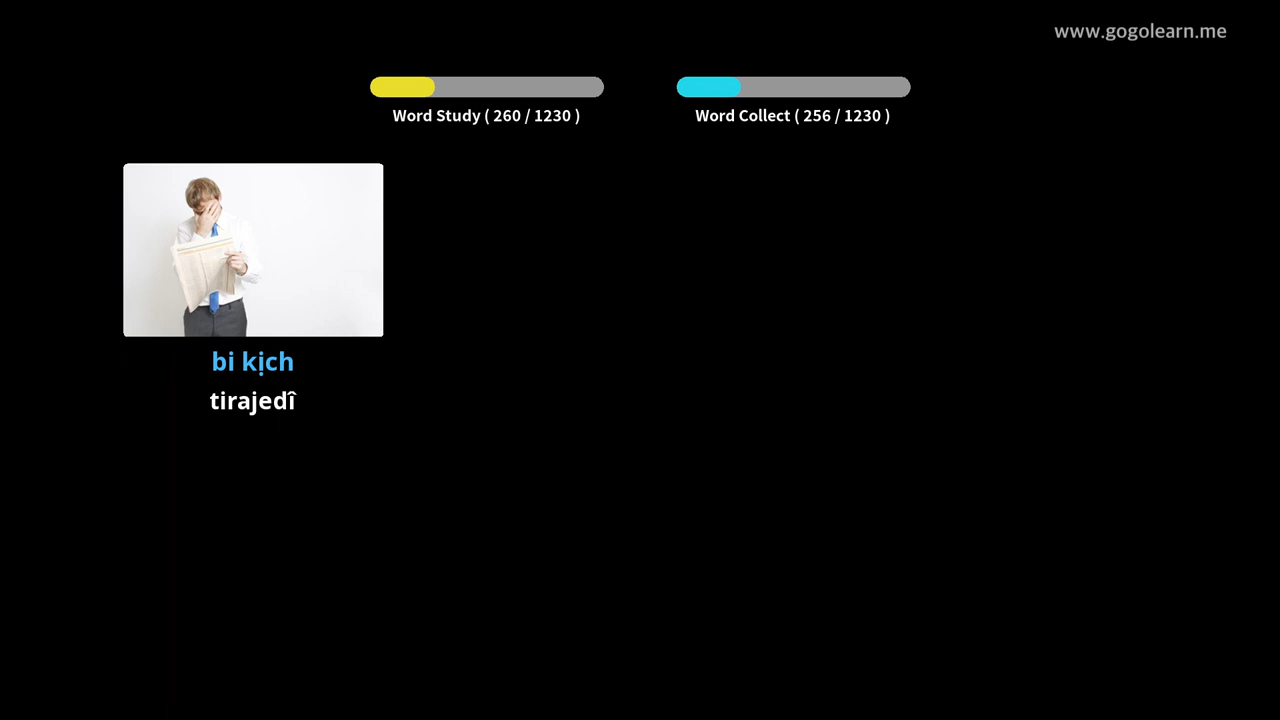 www.gogolearn.me
Word Study ( 260 / 1230 )
Word Collect ( 256 / 1230 )
bi kịch
tirajedî